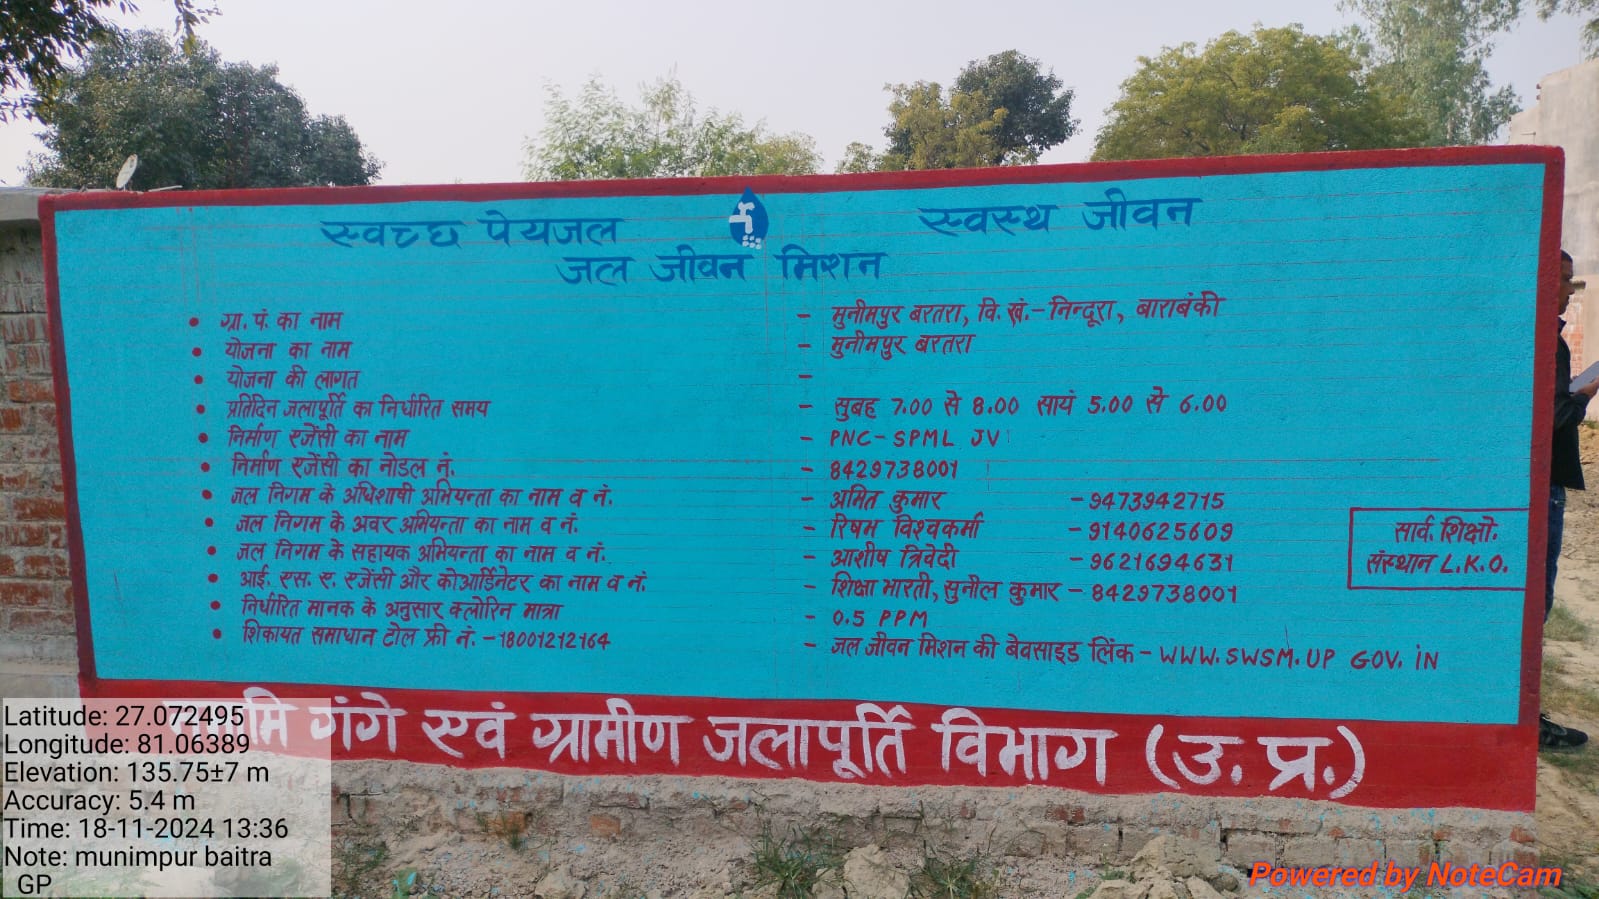 स्वच्छ पेयजल स्वस्थ जीवन
जल जीवन मिशन
• ग्रा. पं. का नाम - मुनीमपुर बरतरा, वि. खं.-निन्दूरा, बाराबंकी
• योजना का नाम - मुनीमपुर बरतरा
• योजना की लागत -
• प्रतिदिन जलापूर्ति का निर्धारित समय - सुबह 7.00 से 8.00 सायं 5.00 से 6.00
• निर्माण एजेंसी का नाम - PNC-SPML JV
• निर्माण एजेंसी का नोडल नं. - 8429738001
• जल निगम के अधिशाषी अभियन्ता का नाम व नं. - अमित कुमार - 9473942715
• जल निगम के अवर अभियन्ता का नाम व नं. - रिषभ विश्वकर्मा - 9140625609
• जल निगम के सहायक अभियन्ता का नाम व नं. - आशीष त्रिवेदी - 9621694631
• आई. एस. ए. एजेंसी और कोआर्डिनेटर का नाम व नं. - शिक्षा भारती, सुनील कुमार - 8429738001
• निर्धारित मानक के अनुसार क्लोरिन मात्रा - 0.5 PPM
• शिकायत समाधान टोल फ्री नं. -18001212164 - जल जीवन मिशन की बेवसाइड लिंक - WWW.SWSM.UP GOV. iN
सार्व. शिक्षो.
संस्थान L.K.O.
गंगे एवं ग्रामीण जलापूर्ति विभाग (उ. प्र.)
Latitude: 27.072495
Longitude: 81.06389
Elevation: 135.75±7 m
Accuracy: 5.4 m
Time: 18-11-2024 13:36
Note: munimpur baitra
GP
Powered by NoteCam